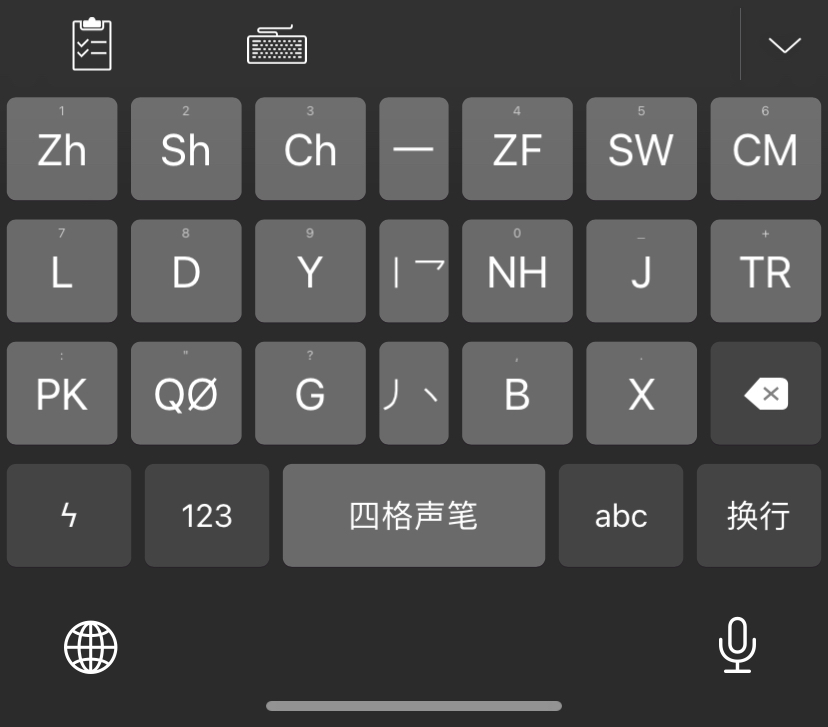 1 2 3 4 5 6
Zh Sh Ch 一 ZF SW CM
7 8 9 0 _ +
L D Y 丨乛 NH J TR
: " ? , .
PK QØ G 丿丶 B X
ϟ 123 四格声笔 abc 换行